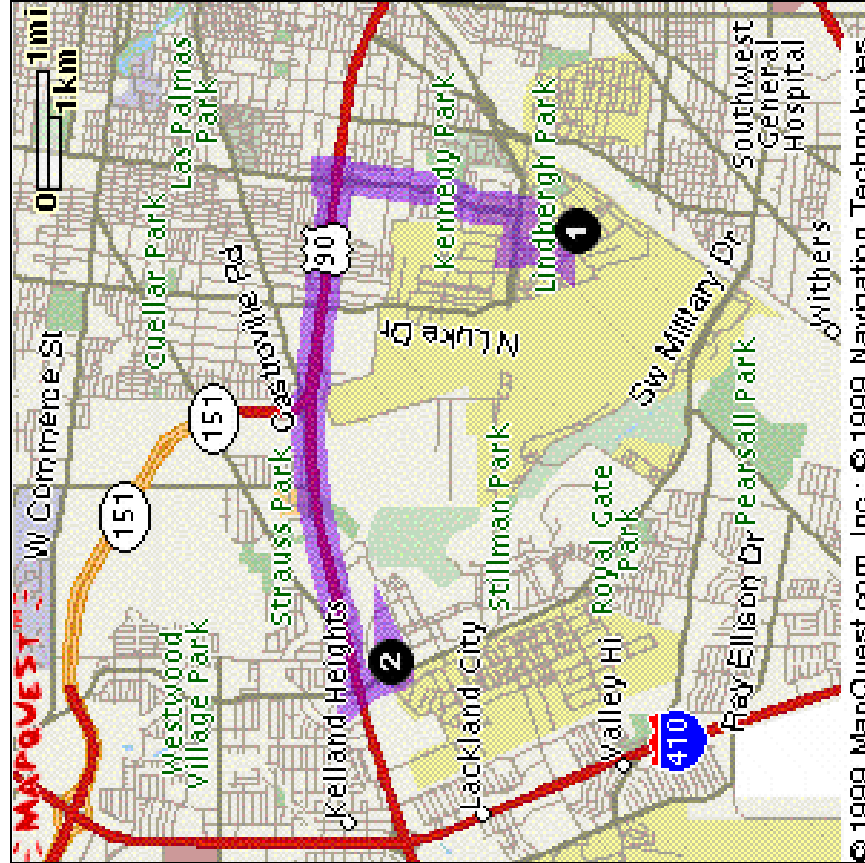 MAPQUEST
W Commerce St
0 1mi
1km
151
Cuellar Park
Westwood
Village Park
Las Palmas
Park
151
Castroville Rd
Strauss Park
90
Kelland Heights
2
N Luke Dr
Kennedy Park
Lackland City
Stillman Park
Lindbergh Park
1
Royal Gate
Park
Valley Hi
Sw Military Dr
410
Ray Ellison Dr
Pearsall Park
Southwest
General
Hospital
Withers
©1999 MapQuest.com, Inc.; ©1999 Navigation Technologies